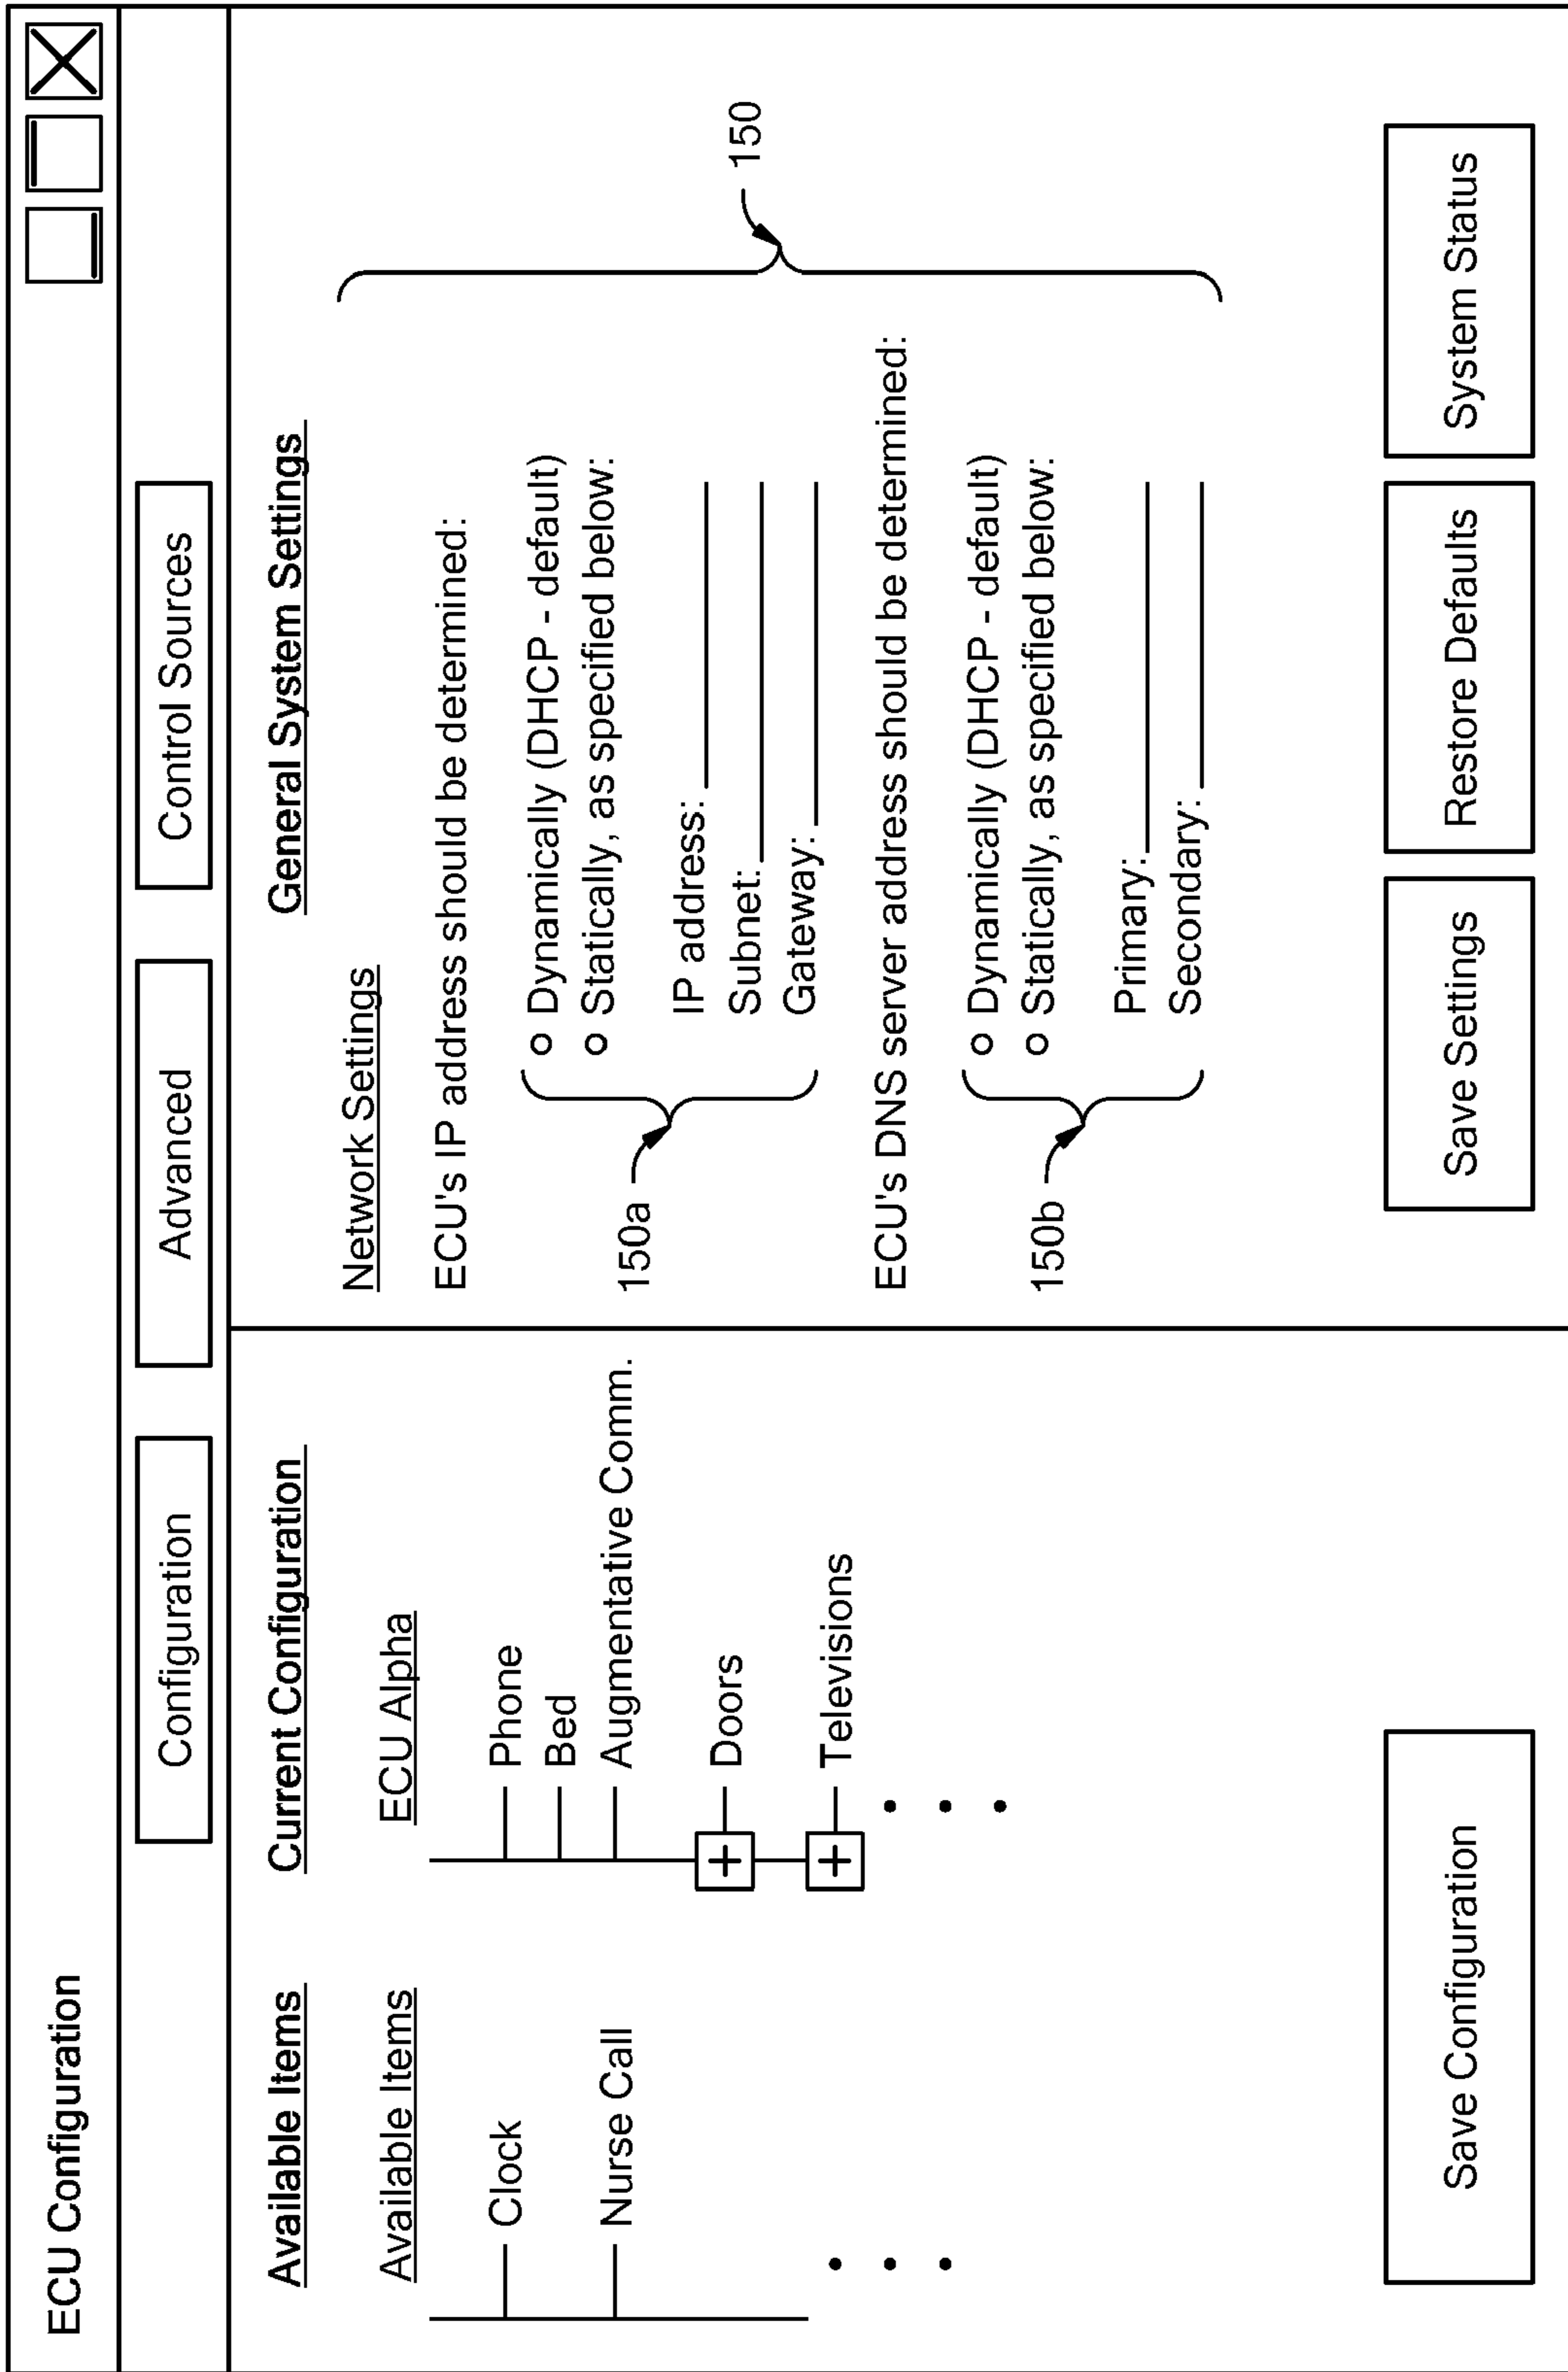 ECU Configuration
Configuration
Advanced
Control Sources
Available Items
Available Items
Clock
Nurse Call
Current Configuration
ECU Alpha
Phone
Bed
Augmentative Comm.
+ Doors
+ Televisions
Save Configuration
General System Settings
Network Settings
ECU's IP address should be determined:
Dynamically (DHCP - default)
Statically, as specified below:
IP address:
Subnet:
Gateway:
150a
ECU's DNS server address should be determined:
Dynamically (DHCP - default)
Statically, as specified below:
Primary:
Secondary:
150b
150
Save Settings
Restore Defaults
System Status